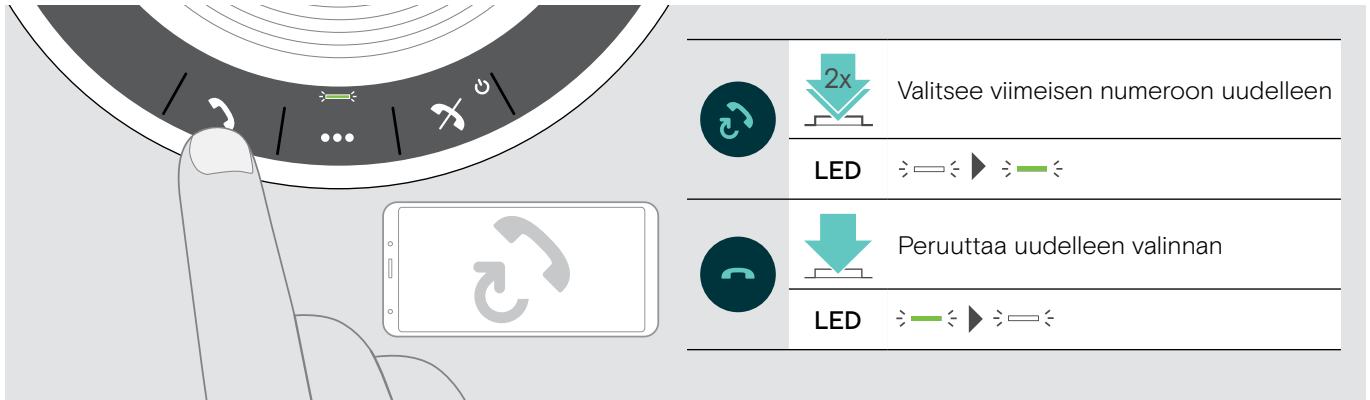 2x
Valitsee viimeisen numeroon uudelleen
LED
Peruuttaa uudelleen valinnan
LED